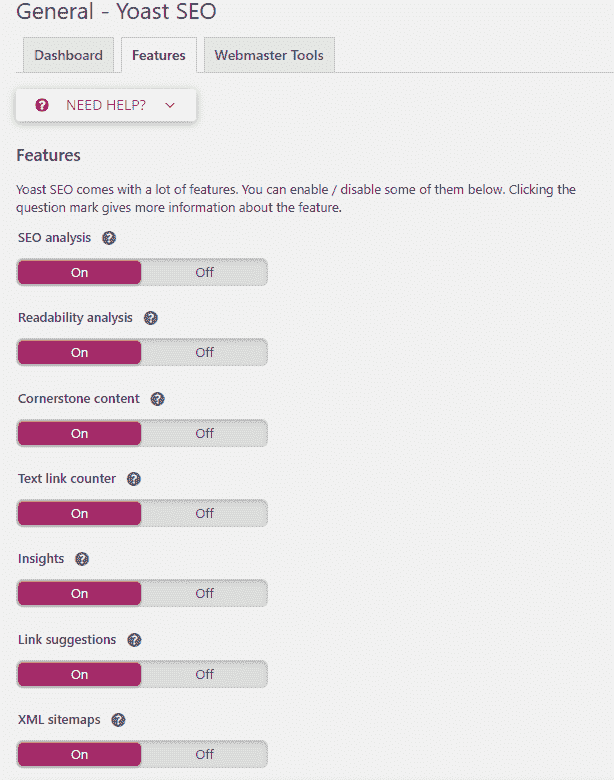 General - Yoast SEO
Dashboard Features Webmaster Tools
NEED HELP?
Features
Yoast SEO comes with a lot of features. You can enable / disable some of them below. Clicking the
question mark gives more information about the feature.
SEO analysis
On Off
Readability analysis
On Off
Cornerstone content
On Off
Text link counter
On Off
Insights
On Off
Link suggestions
On Off
XML sitemaps
On Off